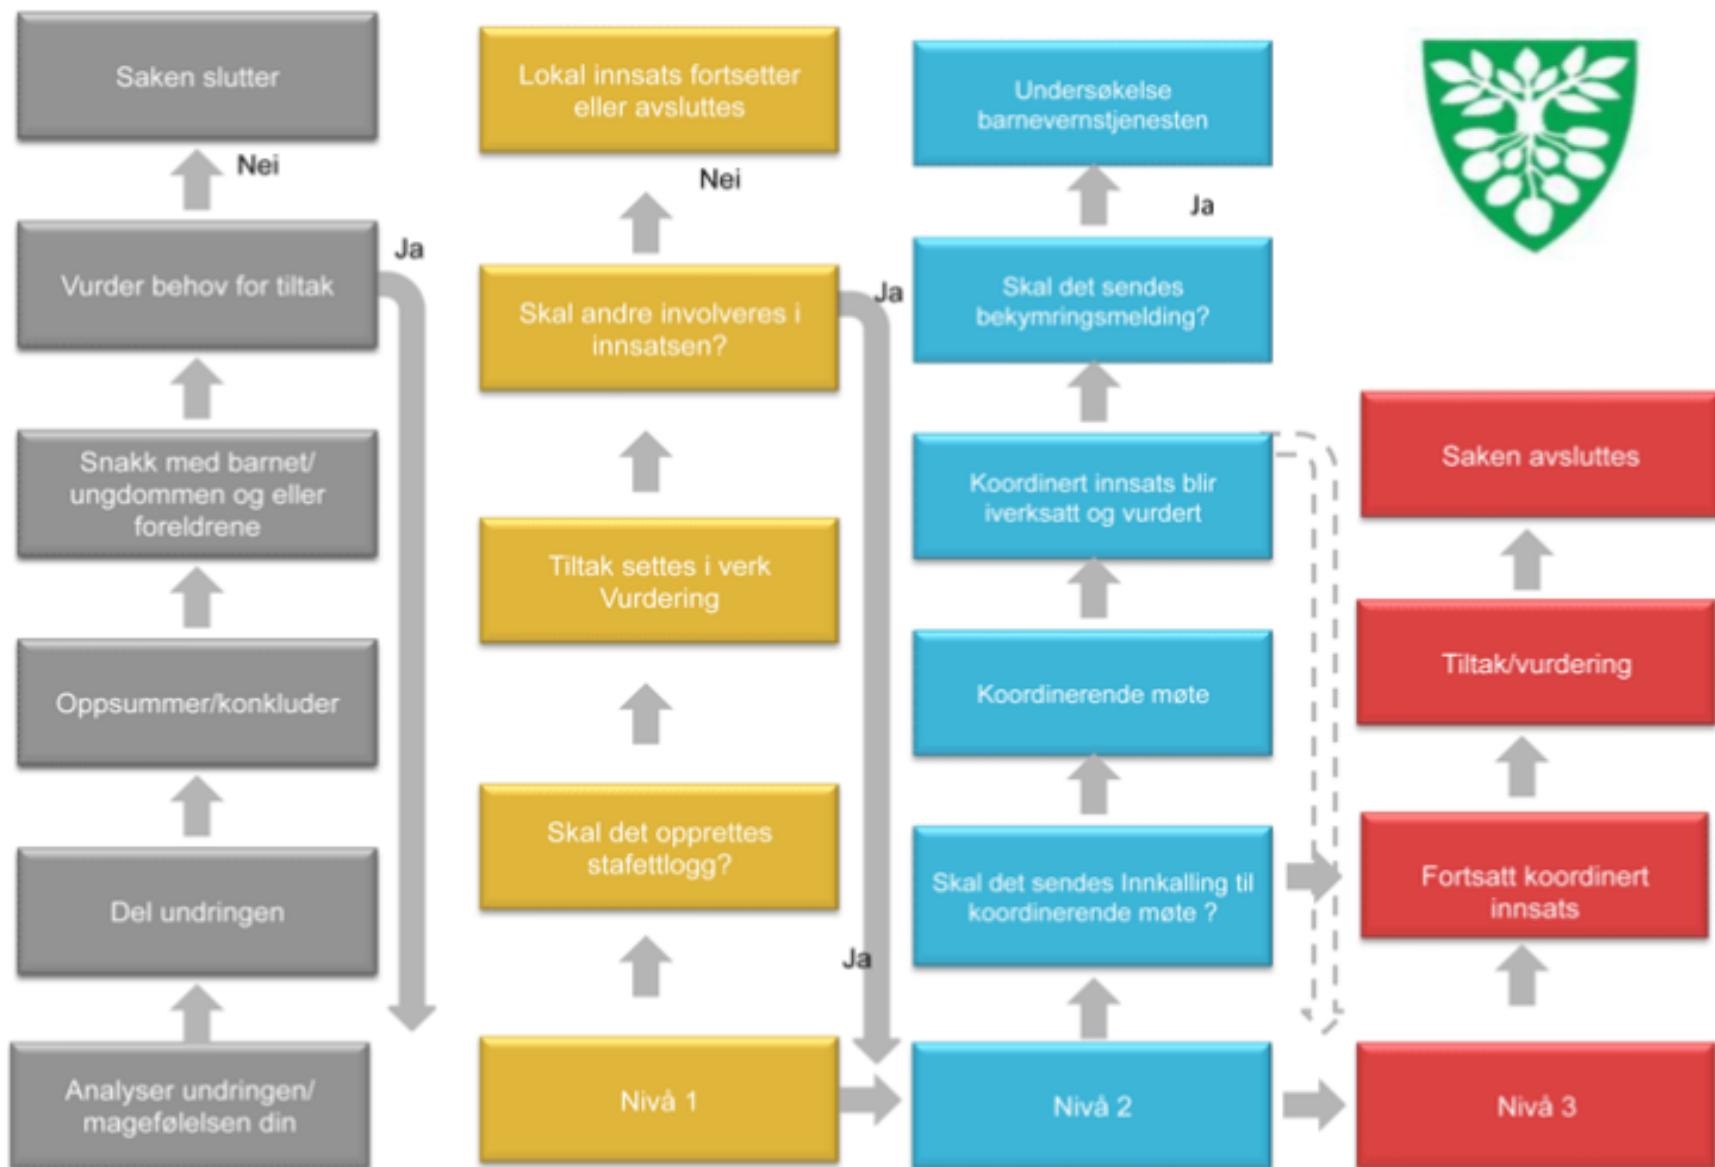 Saken slutter
Nei
Vurder behov for tiltak
Ja
Snakk med barnet/
ungdommen og eller
foreldrene
Oppsummer/konkluder
Del undringen
Analyser undringen/
magefølelsen din
Lokal innsats fortsetter
eller avsluttes
Nei
Skal andre involveres i
innsatsen?
Ja
Tiltak settes i verk
Vurdering
Skal det opprettes
stafettlogg?
Ja
Nivå 1
Undersøkelse
barnevernstjenesten
Ja
Skal det sendes
bekymringsmelding?
Koordinert innsats blir
iverksatt og vurdert
Koordinerende møte
Skal det sendes Innkalling til
koordinerende møte ?
Nivå 2
Saken avsluttes
Tiltak/vurdering
Fortsatt koordinert
innsats
Nivå 3